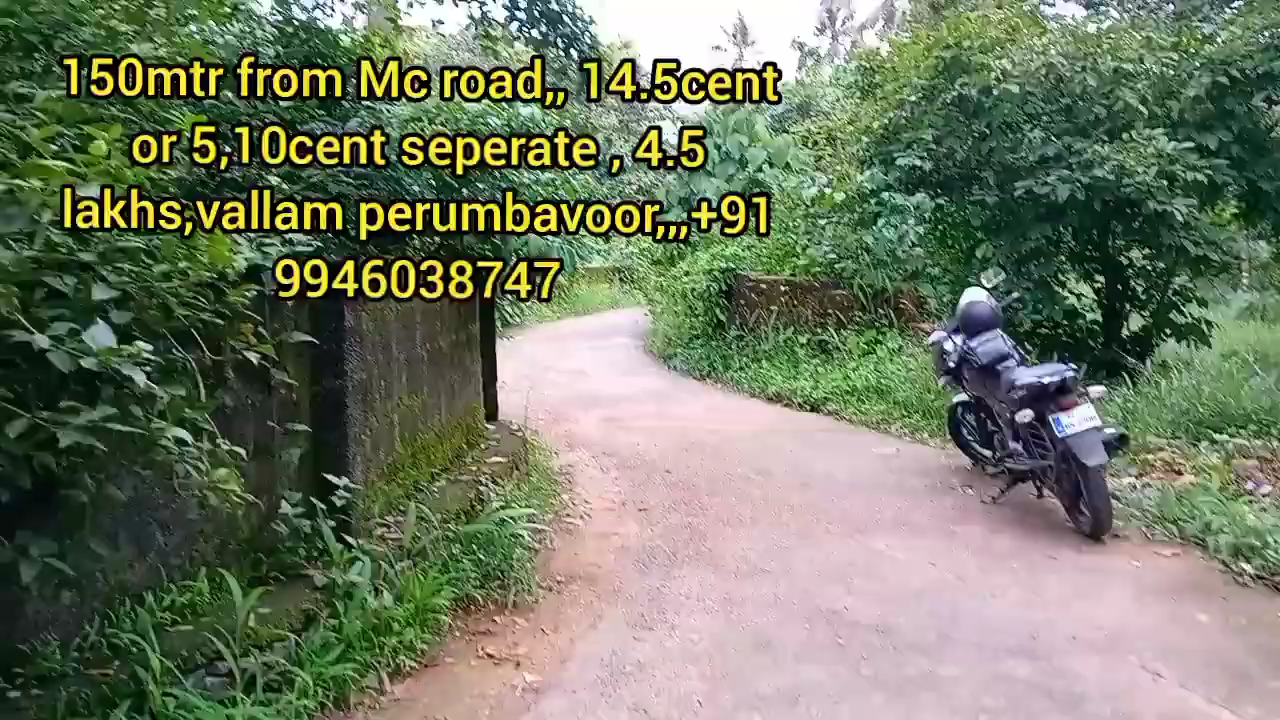 150mtr from Mc road,, 14.5cent
or 5,10cent seperate , 4.5
lakhs,vallam perumbavoor,,,+91
9946038747